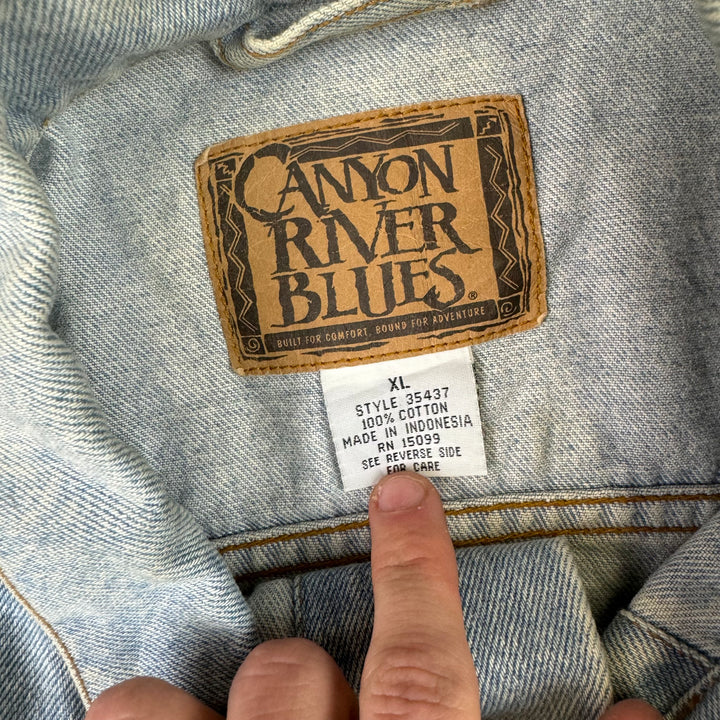 CANYON
RIVER
BLUES®
BUILT FOR COMFORT, BOUND FOR ADVENTURE
XL
STYLE 35437
100% COTTON
MADE IN INDONESIA
RN 15099
SEE REVERSE SIDE
FOR CARE